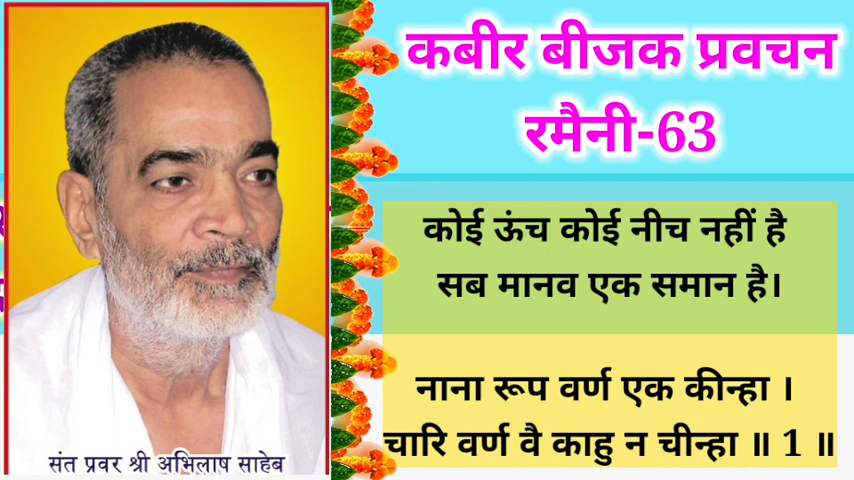 कबीर बीजक प्रवचन
रमैनी-63
कोई ऊंच कोई नीच नहीं है
सब मानव एक समान है।
नाना रूप वर्ण एक कीन्हा ।
चारि वर्ण वै काहु न चीन्हा ॥ 1 ॥
संत प्रवर श्री अभिलाष साहेब